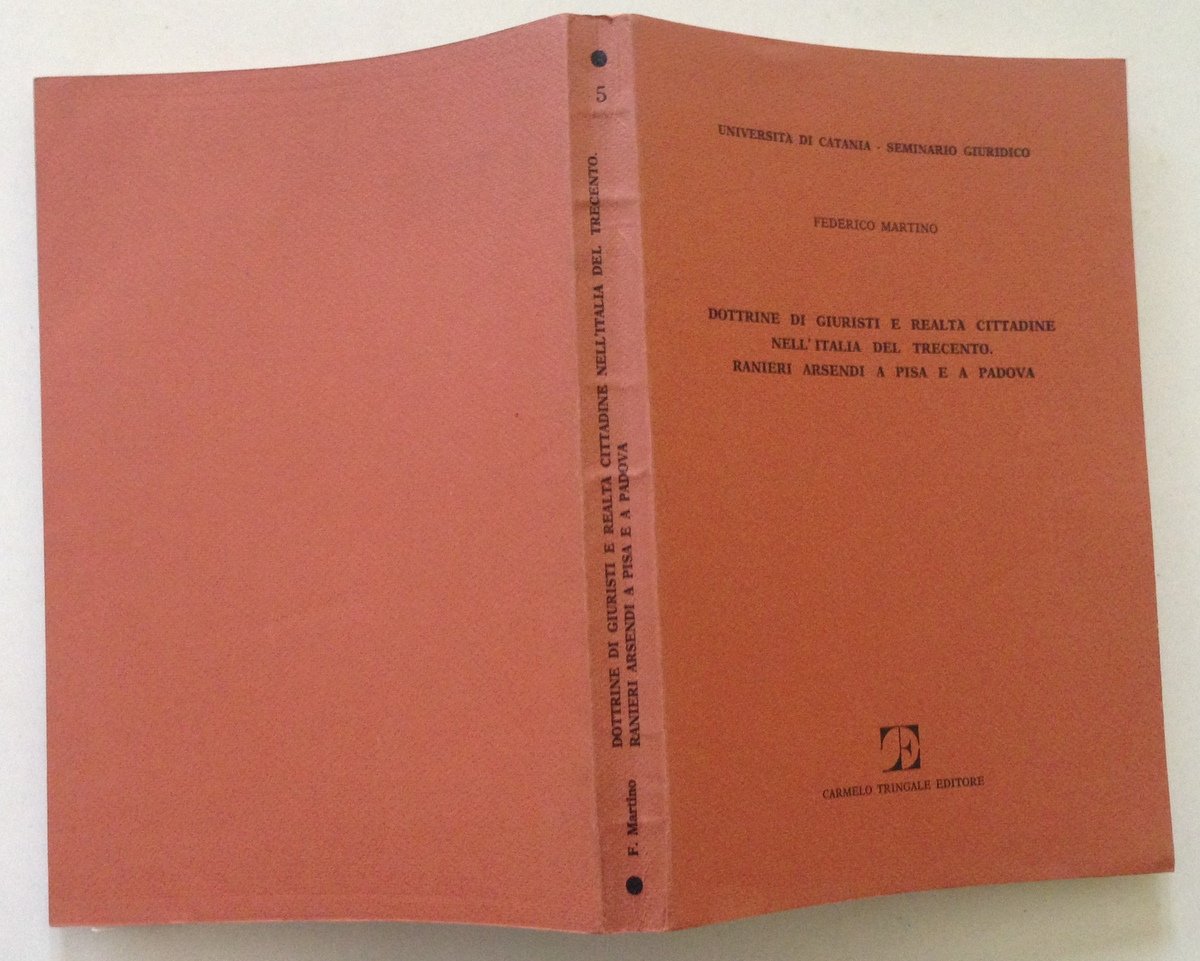 UNIVERSITÀ DI CATANIA - SEMINARIO GIURIDICO
FEDERICO MARTINO
DOTTRINE DI GIURISTI E REALTÀ CITTADINE
NELL'ITALIA DEL TRECENTO.
RANIERI ARSENDI A PISA E A PADOVA
CE
CARMELO TRINGALE EDITORE
5
F. Martino
DOTTRINE DI GIURISTI E REALTÀ CITTADINE NELL'ITALIA DEL TRECENTO.
RANIERI ARSENDI A PISA E A PADOVA